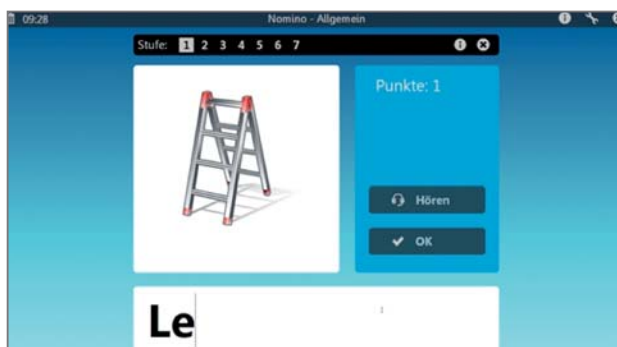 09:28 Nomino - Allgemein
Stufe: 1 2 3 4 5 6 7
Punkte: 1
Hören
OK
Le